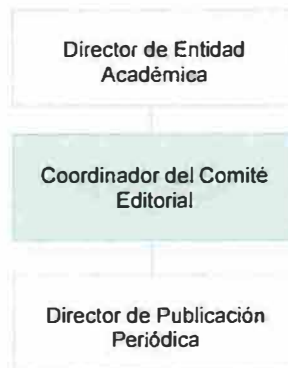 Director de Entidad
Académica
Coordinador del Comité
Editorial
Director de Publicación
Periódica